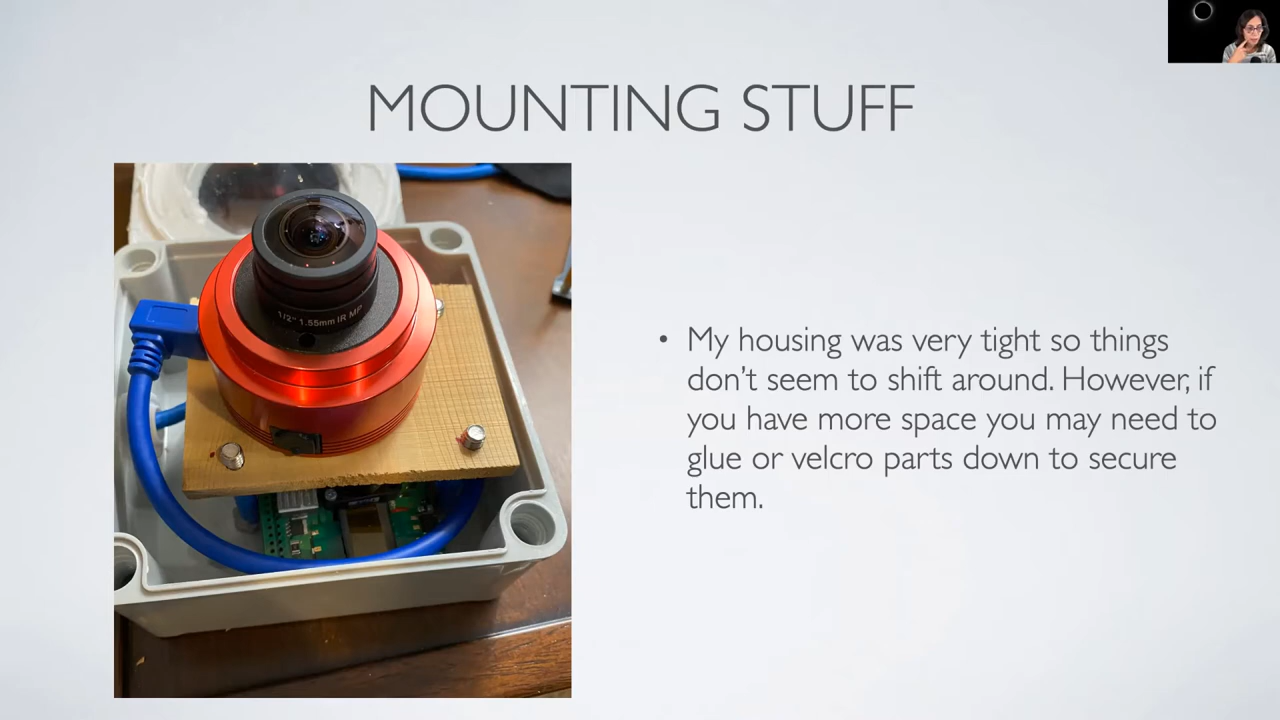 MOUNTING STUFF
1/2" 1.55mm IR MP
• My housing was very tight so things
don't seem to shift around. However, if
you have more space you may need to
glue or velcro parts down to secure
them.